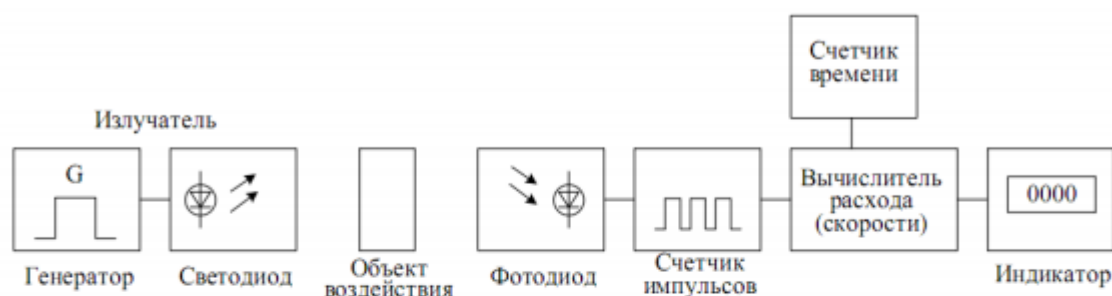 Счетчик
времени
Излучатель
G
Вычислитель
расхода
(скорости)
0000
Генератор
Светодиод
Объект
воздействия
Фотодиод
Счетчик
импульсов
Индикатор